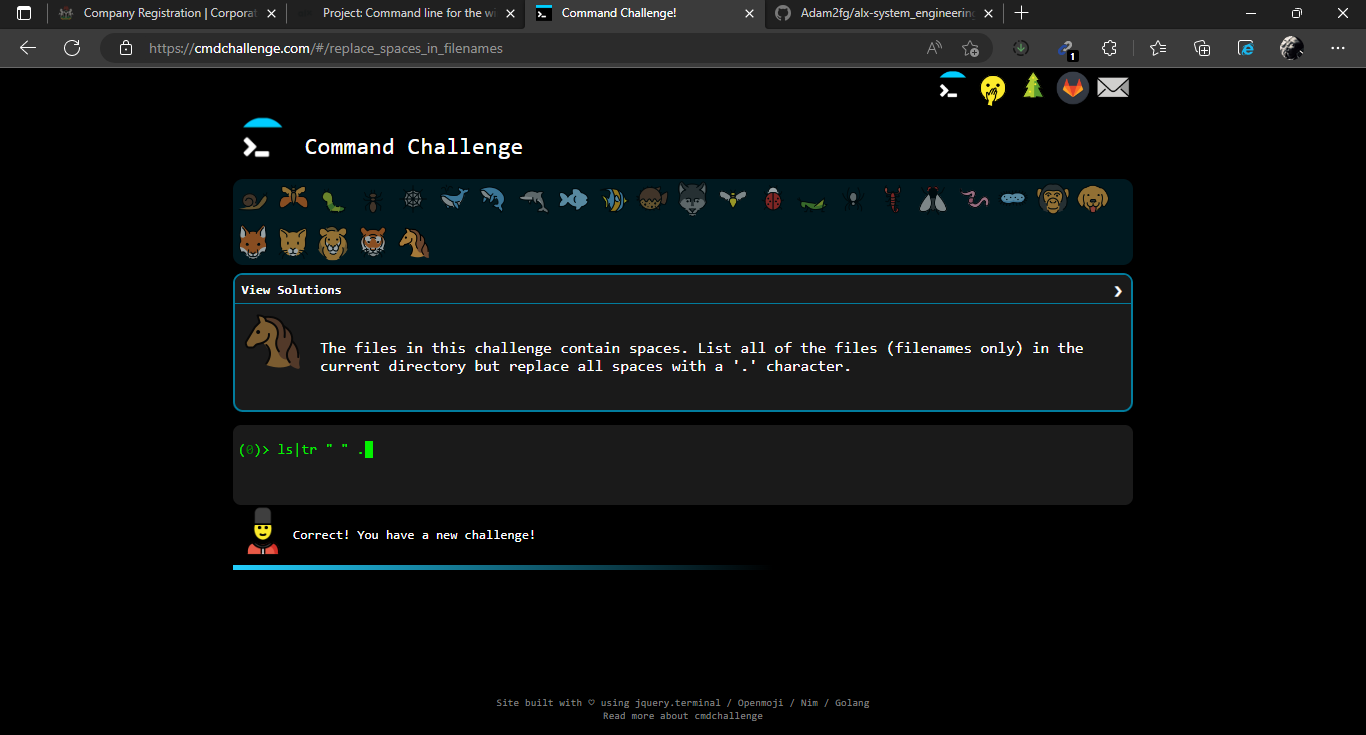 Company Registration | Corporat
Project: Command line for the wi
Command Challenge!
Adam2fg/alx-system_engineering
https://cmdchallenge.com/#/replace_spaces_in_filenames
1
Command Challenge
View Solutions
The files in this challenge contain spaces. List all of the files (filenames only) in the
current directory but replace all spaces with a '.' character.
(0)> ls|tr " " .
Correct! You have a new challenge!
Site built with ♡ using jquery.terminal / Openmoji / Nim / Golang
Read more about cmdchallenge